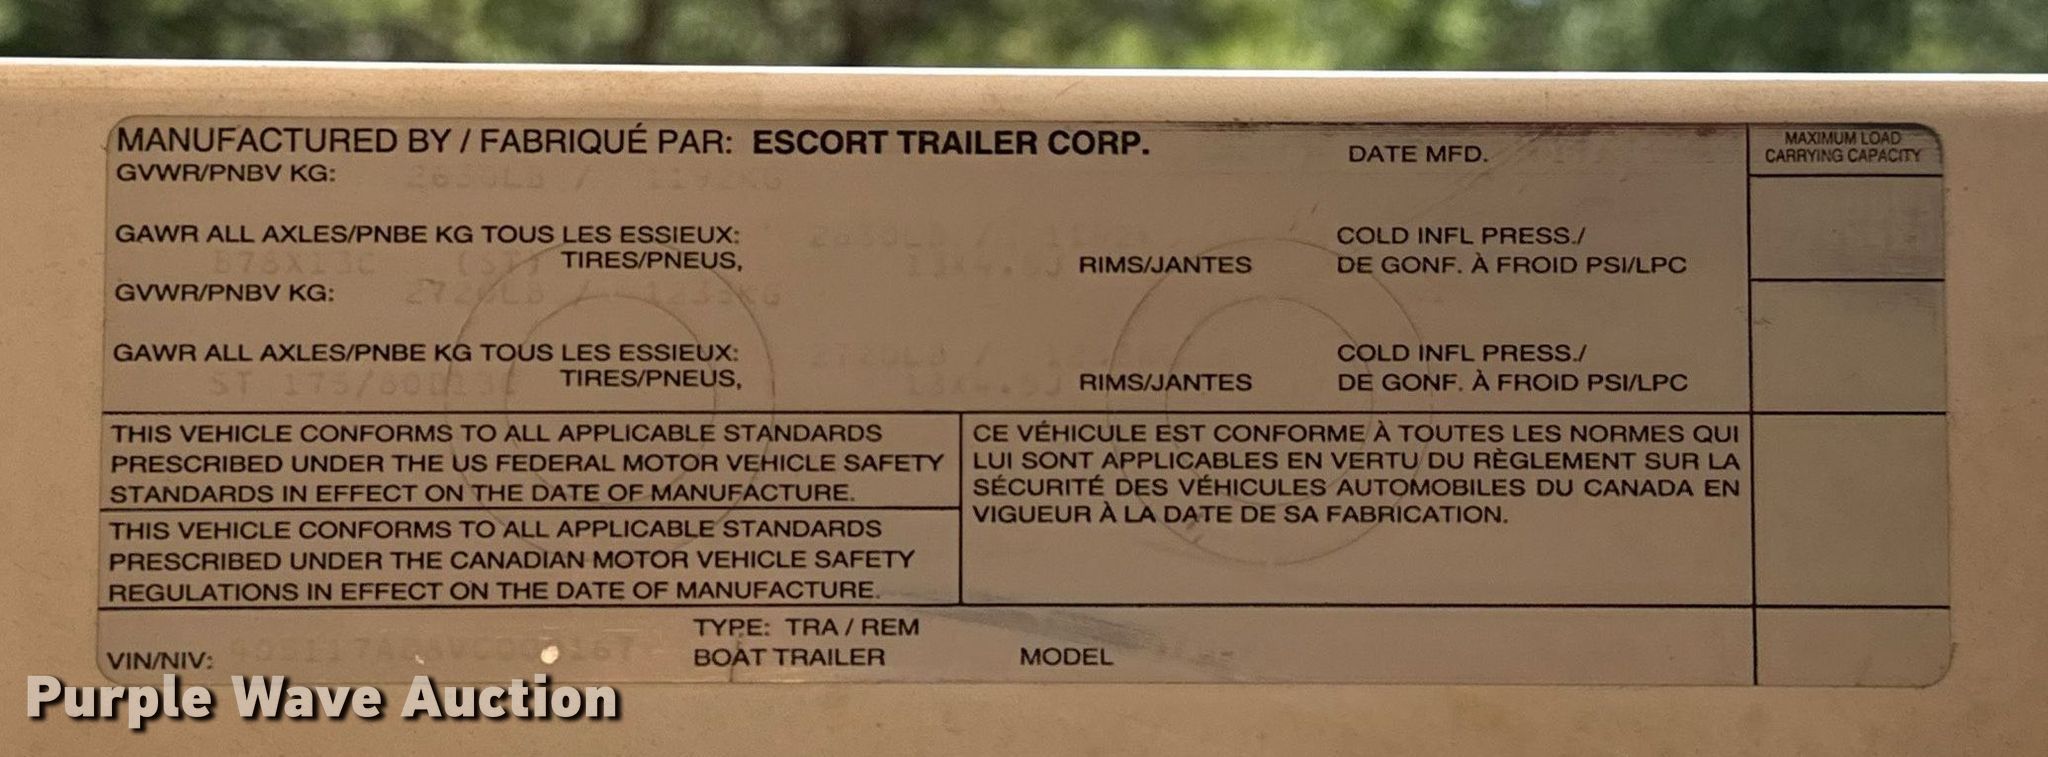 MANUFACTURED BY / FABRIQUÉ PAR: ESCORT TRAILER CORP.
DATE MFD.
MAXIMUM LOAD
CARRYING CAPACITY
GVWR/PNBV KG:
GAWR ALL AXLES/PNBE KG TOUS LES ESSIEUX:
COLD INFL PRESS./
TIRES/PNEUS, RIMS/JANTES DE GONF. À FROID PSI/LPC
GVWR/PNBV KG:
GAWR ALL AXLES/PNBE KG TOUS LES ESSIEUX:
COLD INFL PRESS./
TIRES/PNEUS, RIMS/JANTES DE GONF. À FROID PSI/LPC
THIS VEHICLE CONFORMS TO ALL APPLICABLE STANDARDS
PRESCRIBED UNDER THE US FEDERAL MOTOR VEHICLE SAFETY
STANDARDS IN EFFECT ON THE DATE OF MANUFACTURE.
THIS VEHICLE CONFORMS TO ALL APPLICABLE STANDARDS
PRESCRIBED UNDER THE CANADIAN MOTOR VEHICLE SAFETY
REGULATIONS IN EFFECT ON THE DATE OF MANUFACTURE.
CE VÉHICULE EST CONFORME À TOUTES LES NORMES QUI
LUI SONT APPLICABLES EN VERTU DU RÈGLEMENT SUR LA
SÉCURITÉ DES VÉHICULES AUTOMOBILES DU CANADA EN
VIGUEUR À LA DATE DE SA FABRICATION.
VIN/NIV:
TYPE: TRA / REM
BOAT TRAILER
MODEL
Purple Wave Auction